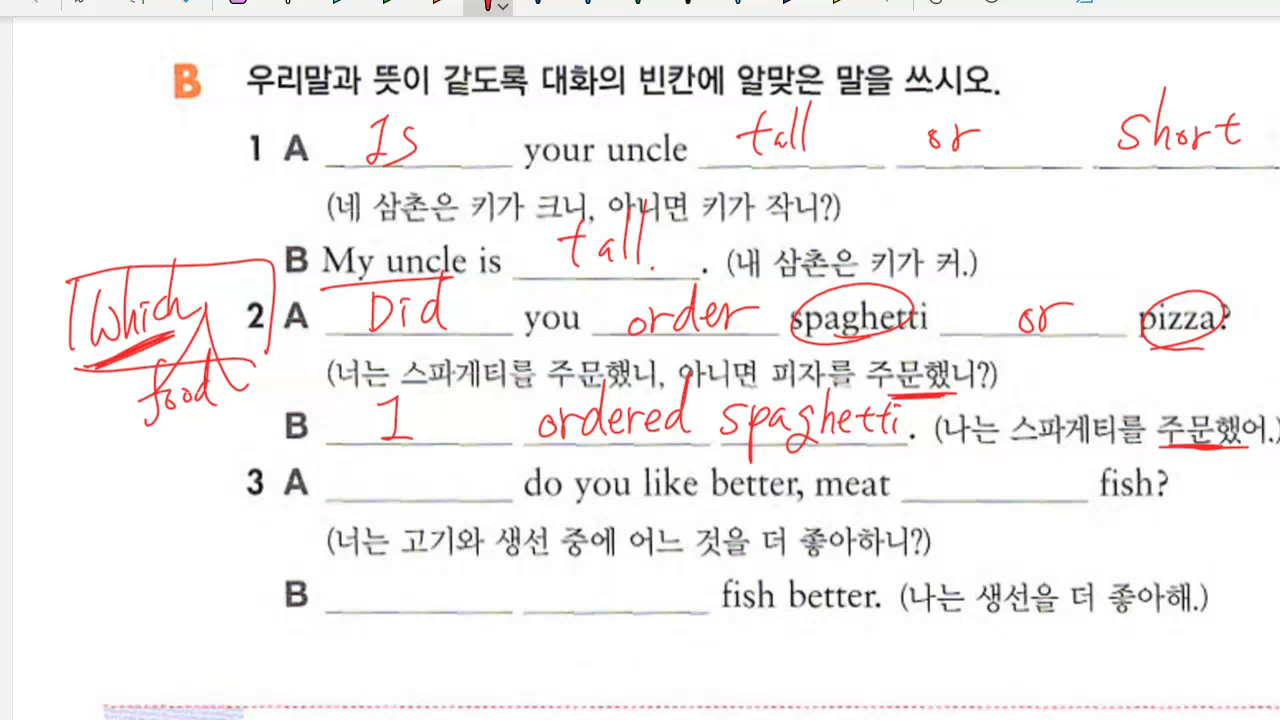 B 우리말과 뜻이 같도록 대화의 빈칸에 알맞은 말을 쓰시오.
1 A Is your uncle tall or short
(네 삼촌은 키가 크니, 아니면 키가 작니?)
B My uncle is tall. . (내 삼촌은 키가 커.)
Which
food
2 A Did you order spaghetti or pizza?
(너는 스파게티를 주문했니, 아니면 피자를 주문했니?)
B I ordered spaghetti. (나는 스파게티를 주문했어.)
3 A do you like better, meat fish?
(너는 고기와 생선 중에 어느 것을 더 좋아하니?)
B fish better. (나는 생선을 더 좋아해.)